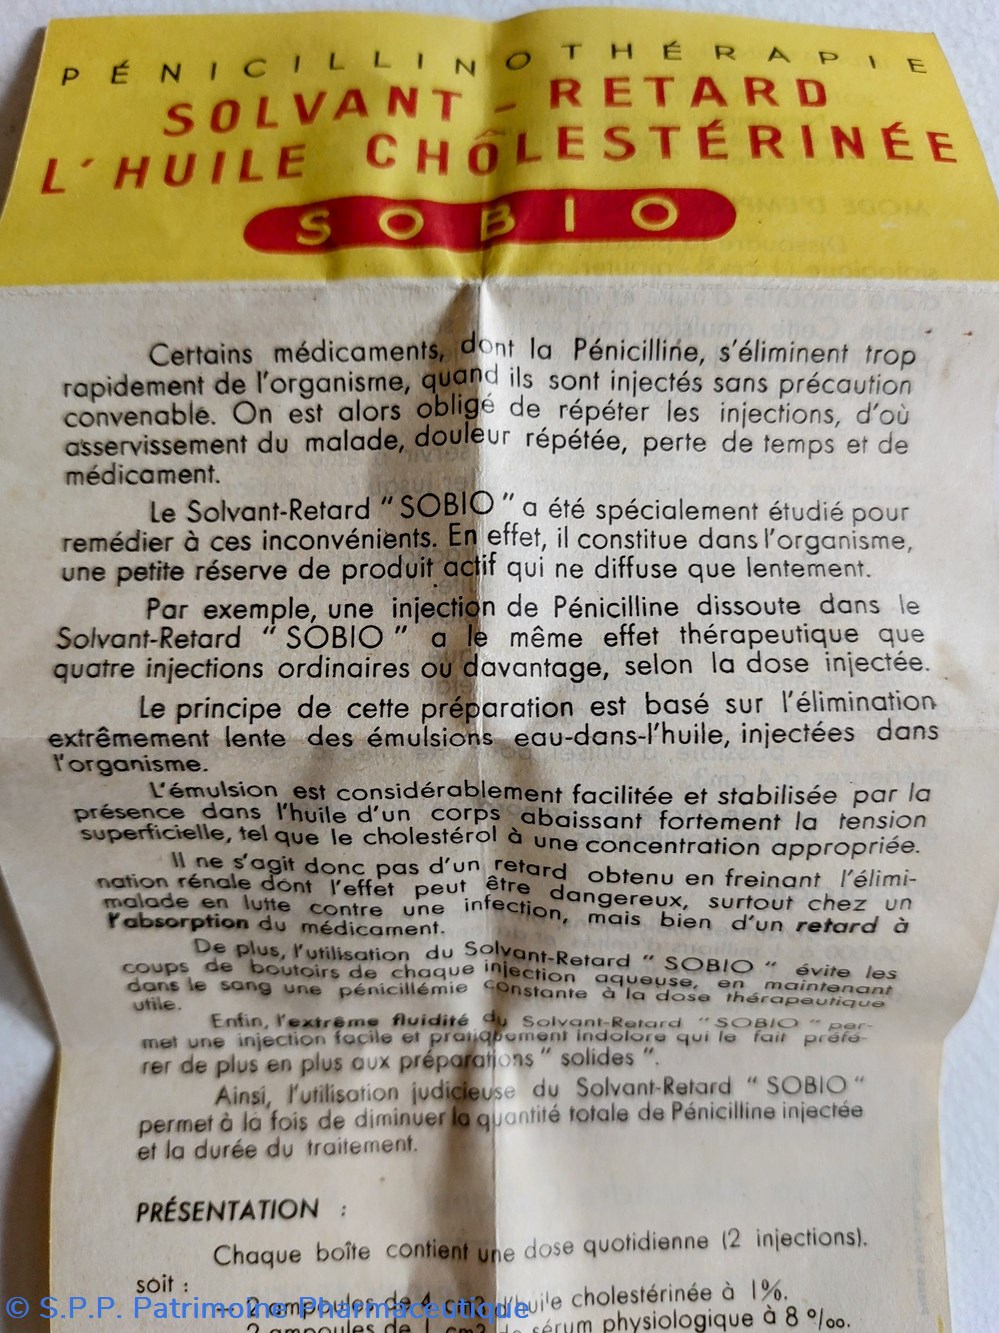 PÉNICILLINOTHÉRAPIE
SOLVANT - RETARD
L'HUILE CHÔLESTÉRINÉE
SOBIO
Certains médicaments, dont la Pénicilline, s'éliminent trop
rapidement de l'organisme, quand ils sont injectés sans précaution
convenable. On est alors obligé de répéter les injections, d'où
asservissement du malade, douleur répétée, perte de temps et de
médicament.
Le Solvant-Retard "SOBIO" a été spécialement étudié pour
remédier à ces inconvénients. En effet, il constitue dans l'organisme,
une petite réserve de produit actif qui ne diffuse que lentement.
Par exemple, une injection de Pénicilline dissoute dans le
Solvant-Retard "SOBIO" a le même effet thérapeutique que
quatre injections ordinaires ou davantage, selon la dose injectée.
Le principe de cette préparation est basé sur l'élimination
extrêmement lente des émulsions eau-dans-l'huile, injectées dans
l'organisme.
L'émulsion est considérablement facilitée et stabilisée par la
présence dans l'huile d'un corps abaissant fortement la tension
superficielle, tel que le cholestérol à une concentration appropriée.
Il ne s'agit donc pas d'un retard obtenu en freinant l'élimi-
nation rénale dont l'effet peut être dangereux, surtout chez un
malade en lutte contre une infection, mais bien d'un retard à
l'absorption du médicament.
De plus, l'utilisation du Solvant-Retard "SOBIO" évite les
coups de boutoirs de chaque injection aqueuse, en maintenant
dans le sang une pénicillémie constante à la dose thérapeutique
utile.
Enfin, l'extrême fluidité du Solvant-Retard "SOBIO" per-
met une injection facile et pratiquement indolore qui le fait préfé-
rer de plus en plus aux préparations "solides".
Ainsi, l'utilisation judicieuse du Solvant-Retard "SOBIO"
permet à la fois de diminuer la quantité totale de Pénicilline injectée
et la durée du traitement.
PRÉSENTATION :
Chaque boîte contient une dose quotidienne (2 injections).
soit :
— 2 ampoules de 4 cm3 d'huile cholestérinée à 1%.
2 ampoules de 1 cm3 de sérum physiologique à 8 ‰.
© S.P.P. Patrimoine Pharmaceutique